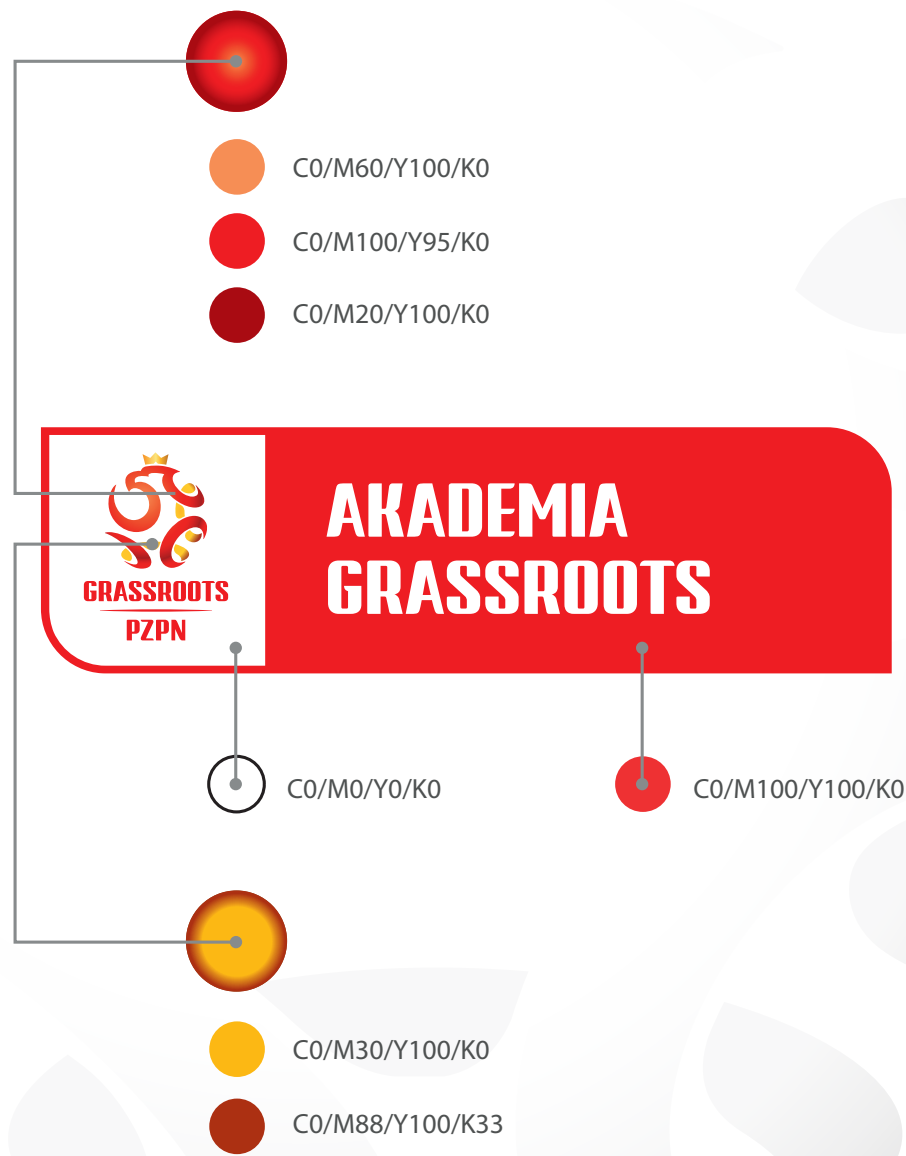 C0/M60/Y100/K0
C0/M100/Y95/K0
C0/M20/Y100/K0
GRASSROOTS
PZPN
AKADEMIA
GRASSROOTS
C0/M0/Y0/K0
C0/M100/Y100/K0
C0/M30/Y100/K0
C0/M88/Y100/K33